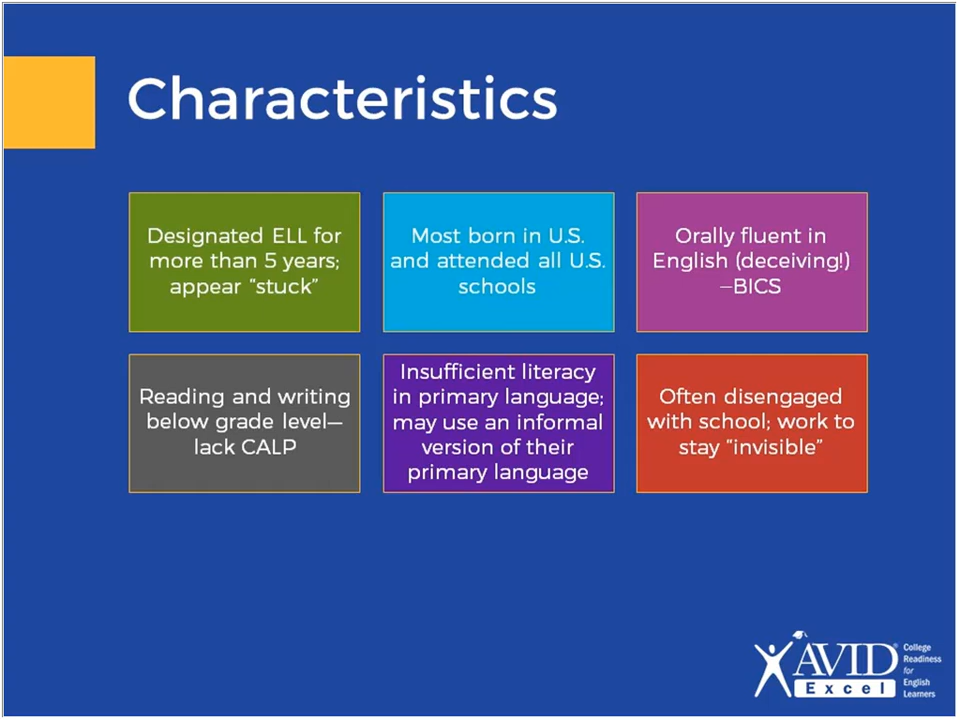 Characteristics
Designated ELL for
more than 5 years;
appear “stuck”
Most born in U.S.
and attended all U.S.
schools
Orally fluent in
English (deceiving!)
—BICS
Reading and writing
below grade level—
lack CALP
Insufficient literacy
in primary language;
may use an informal
version of their
primary language
Often disengaged
with school; work to
stay “invisible”
AVID®
Excel
College
Readiness
for
English
Learners